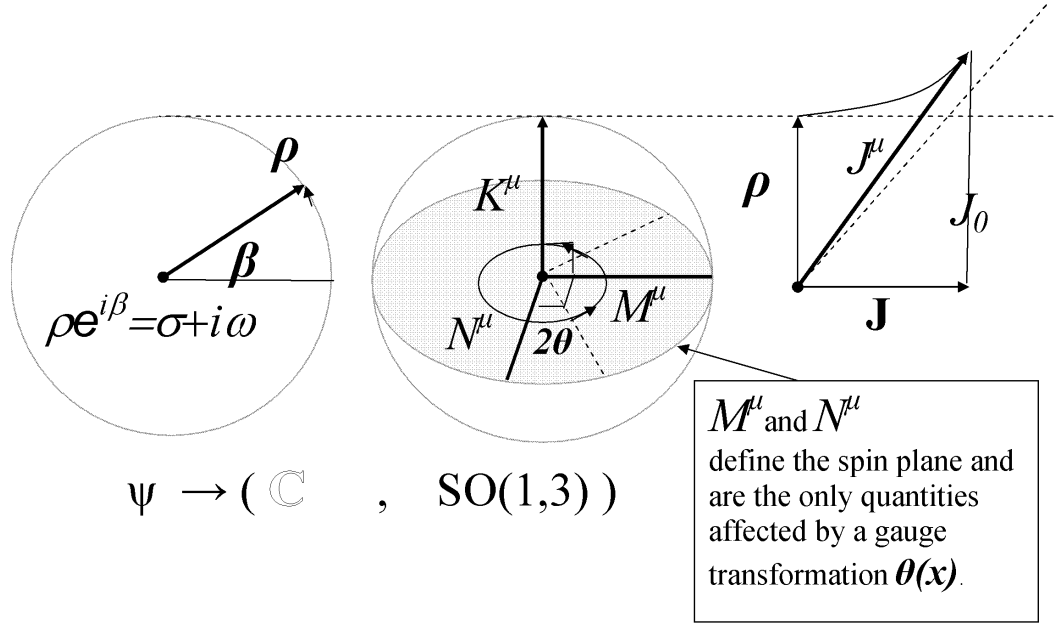 ρ
β
ρe^{iβ}=σ+iω
K^μ
M^μ
N^μ
2θ
ρ
J^μ
J_0
J
M^μ and N^μ
define the spin plane and
are the only quantities
affected by a gauge
transformation θ(x).
ψ → ( ℂ , SO(1,3) )